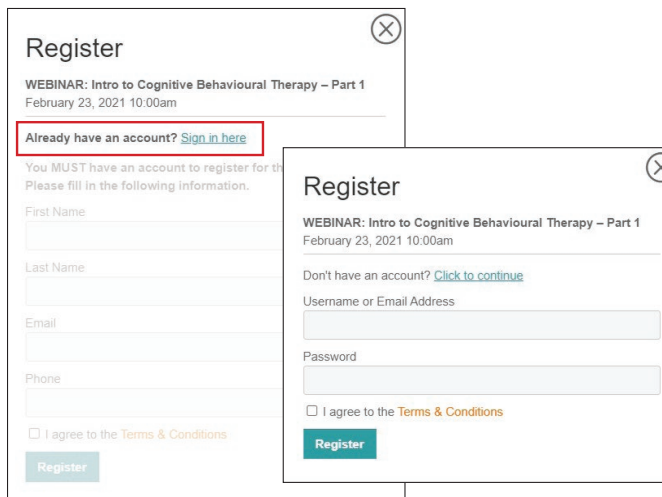 Register
WEBINAR: Intro to Cognitive Behavioural Therapy – Part 1
February 23, 2021 10:00am
Already have an account? Sign in here
You MUST have an account to register for th
Please fill in the following information.
First Name
Last Name
Email
Phone
I agree to the Terms & Conditions
Register
Register
WEBINAR: Intro to Cognitive Behavioural Therapy – Part 1
February 23, 2021 10:00am
Don't have an account? Click to continue
Username or Email Address
Password
I agree to the Terms & Conditions
Register